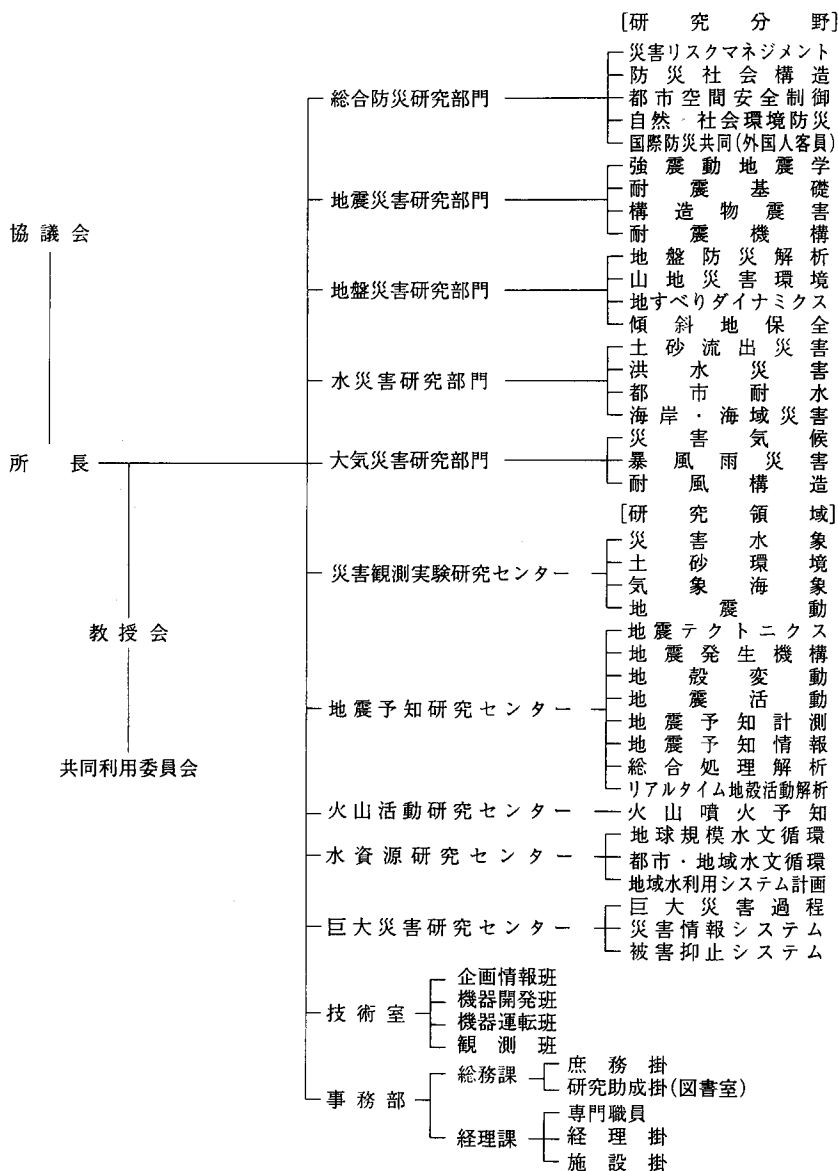 [研究分野]
災害リスクマネジメント
防災社会構造
総合防災研究部門
都市空間安全制御
自然・社会環境防災
国際防災共同(外国人客員)
強震動地震学
地震災害研究部門
耐震基礎
構造物震害
協議会
耐震機構
地盤防災解析
山地災害環境
地盤災害研究部門
地すべりダイナミクス
傾斜地保全
土砂流出災害
洪水災害
水災害研究部門
都市耐水
海岸・海域災害
災害気候
所長
大気災害研究部門
暴風雨災害
耐風構造
[研究領域]
災害水象
土砂環境
災害観測実験研究センター
気象海象
地震動
教授会
地震テクトニクス
地震発生機構
地殻変動
地震活動
地震予知研究センター
地震予知計測
地震予知情報
共同利用委員会
総合処理解析
リアルタイム地殻活動解析
火山活動研究センター
火山噴火予知
地球規模水文循環
水資源研究センター
都市・地域水文循環
地域水利用システム計画
巨大災害過程
巨大災害研究センター
災害情報システム
被害抑止システム
企画情報班
機器開発班
技術室
機器運転班
観測班
総務課
庶務掛
研究助成掛(図書室)
事務部
専門職員
経理課
経理掛
施設掛